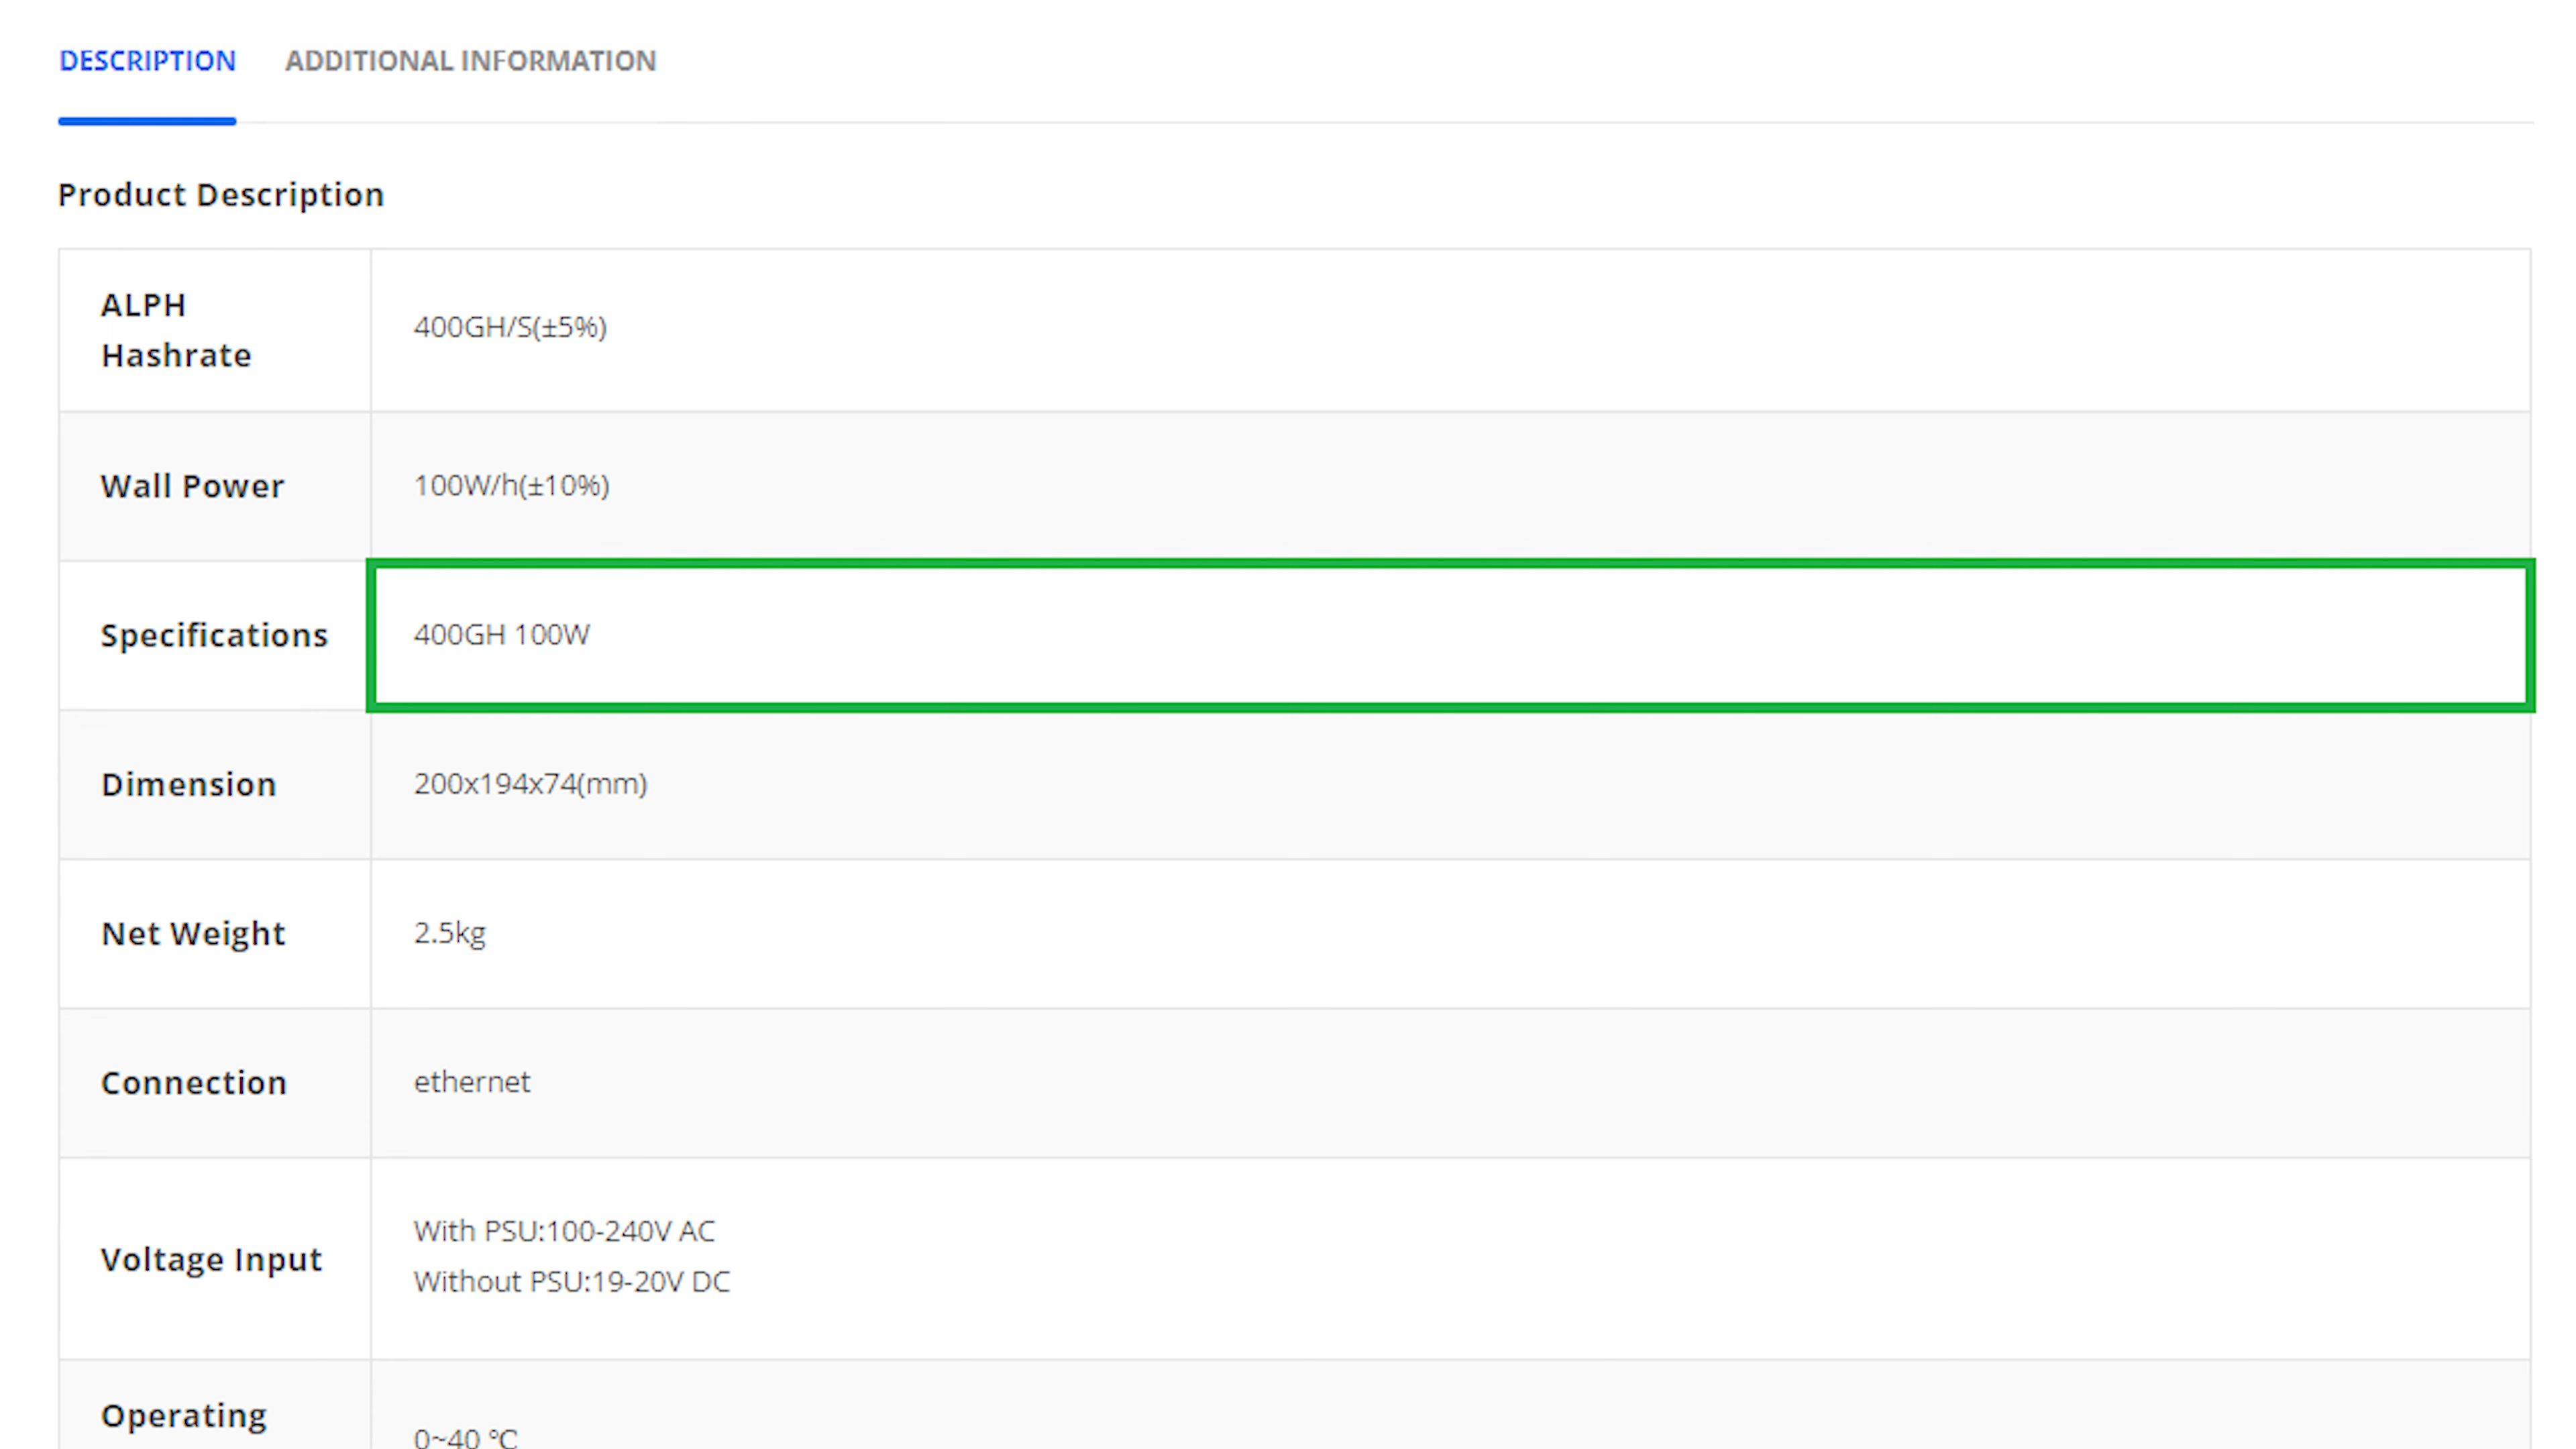 DESCRIPTION ADDITIONAL INFORMATION
Product Description
ALPH
Hashrate
400GH/S(±5%)
Wall Power 100W/h(±10%)
Specifications 400GH 100W
Dimension 200x194x74(mm)
Net Weight 2.5kg
Connection ethernet
Voltage Input
With PSU:100-240V AC
Without PSU:19-20V DC
Operating
0~40 ℃